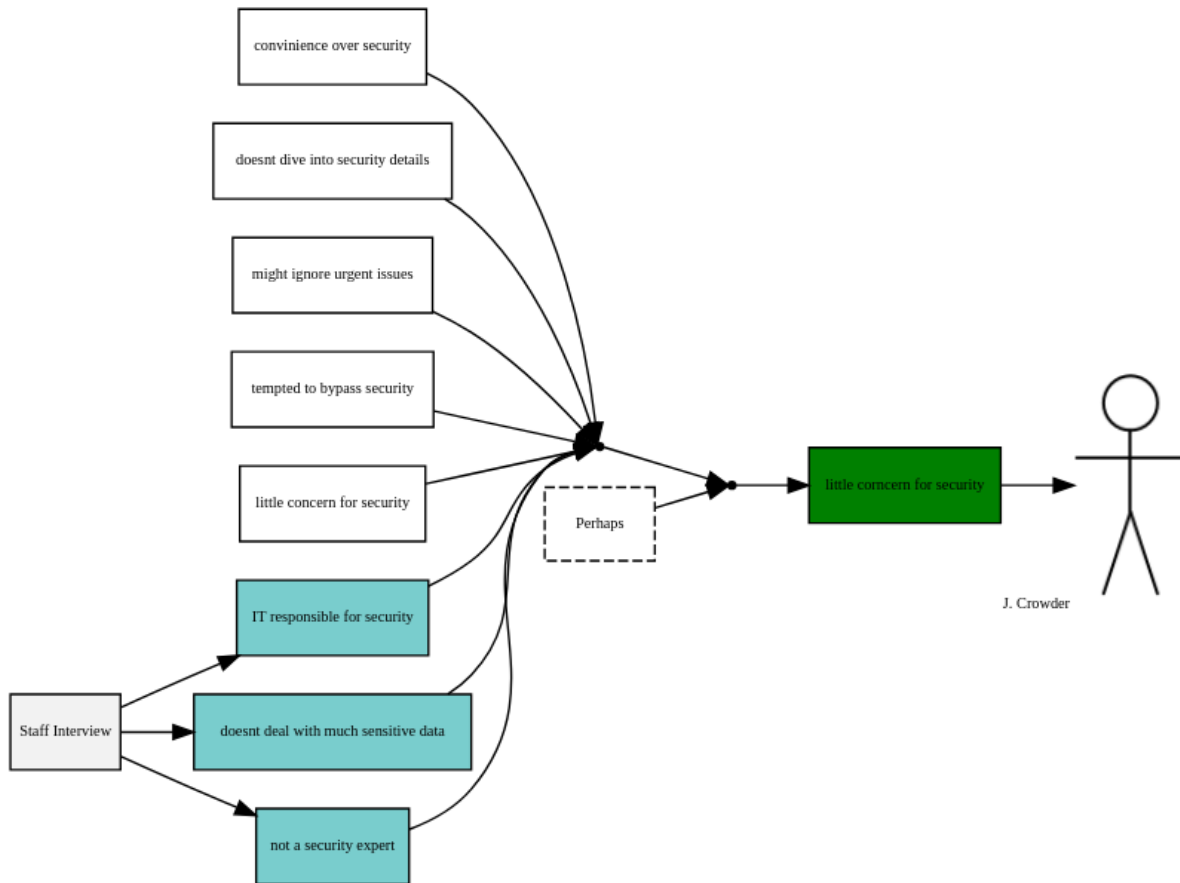 convinience over security
doesnt dive into security details
might ignore urgent issues
tempted to bypass security
little concern for security
Perhaps
little corncern for security
IT responsible for security
J. Crowder
Staff Interview
doesnt deal with much sensitive data
not a security expert